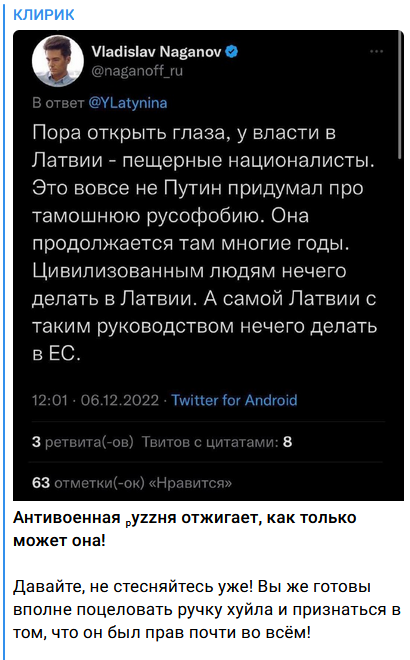 КЛИРИК
Vladislav Naganov
@naganoff_ru
В ответ @YLatynina
Пора открыть глаза, у власти в
Латвии - пещерные националисты.
Это вовсе не Путин придумал про
тамошнюю русофобию. Она
продолжается там многие годы.
Цивилизованным людям нечего
делать в Латвии. А самой Латвии с
таким руководством нечего делать
в ЕС.
12:01 · 06.12.2022 · Twitter for Android
3 ретвита(-ов) Твитов с цитатами: 8
63 отметки(-ок) «Нравится»
Антивоенная ₚуzzня отжигает, как только
может она!
Давайте, не стесняйтесь уже! Вы же готовы
вполне поцеловать ручку хуйла и признаться в
том, что он был прав почти во всём!